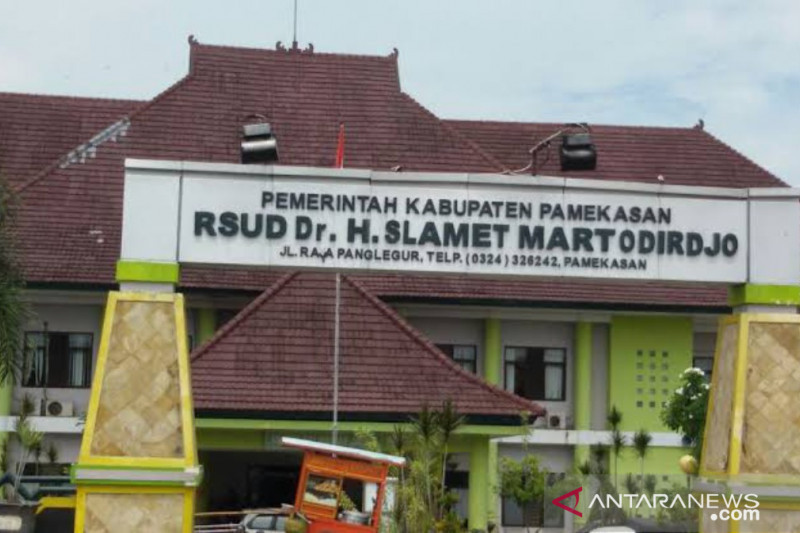 PEMERINTAH KABUPATEN PAMEKASAN
RSUD Dr. H. SLAMET MARTODIRDJO
JL. RAJA PANGLEGUR, TELP. (0324) 326242, PAMEKASAN
ANTARANEWS
.com